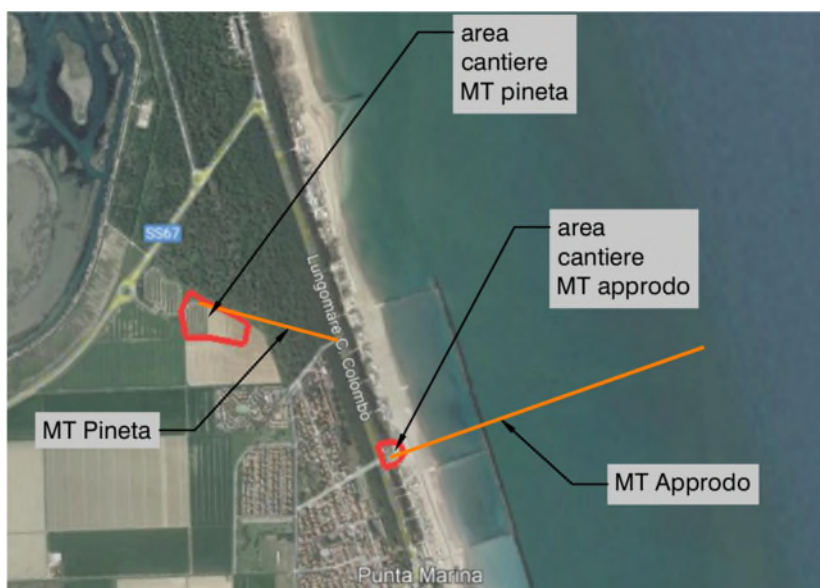 area
cantiere
MT pineta
SS67
area
cantiere
MT approdo
Lungomare C. Colombo
MT Pineta
MT Approdo
Punta Marina